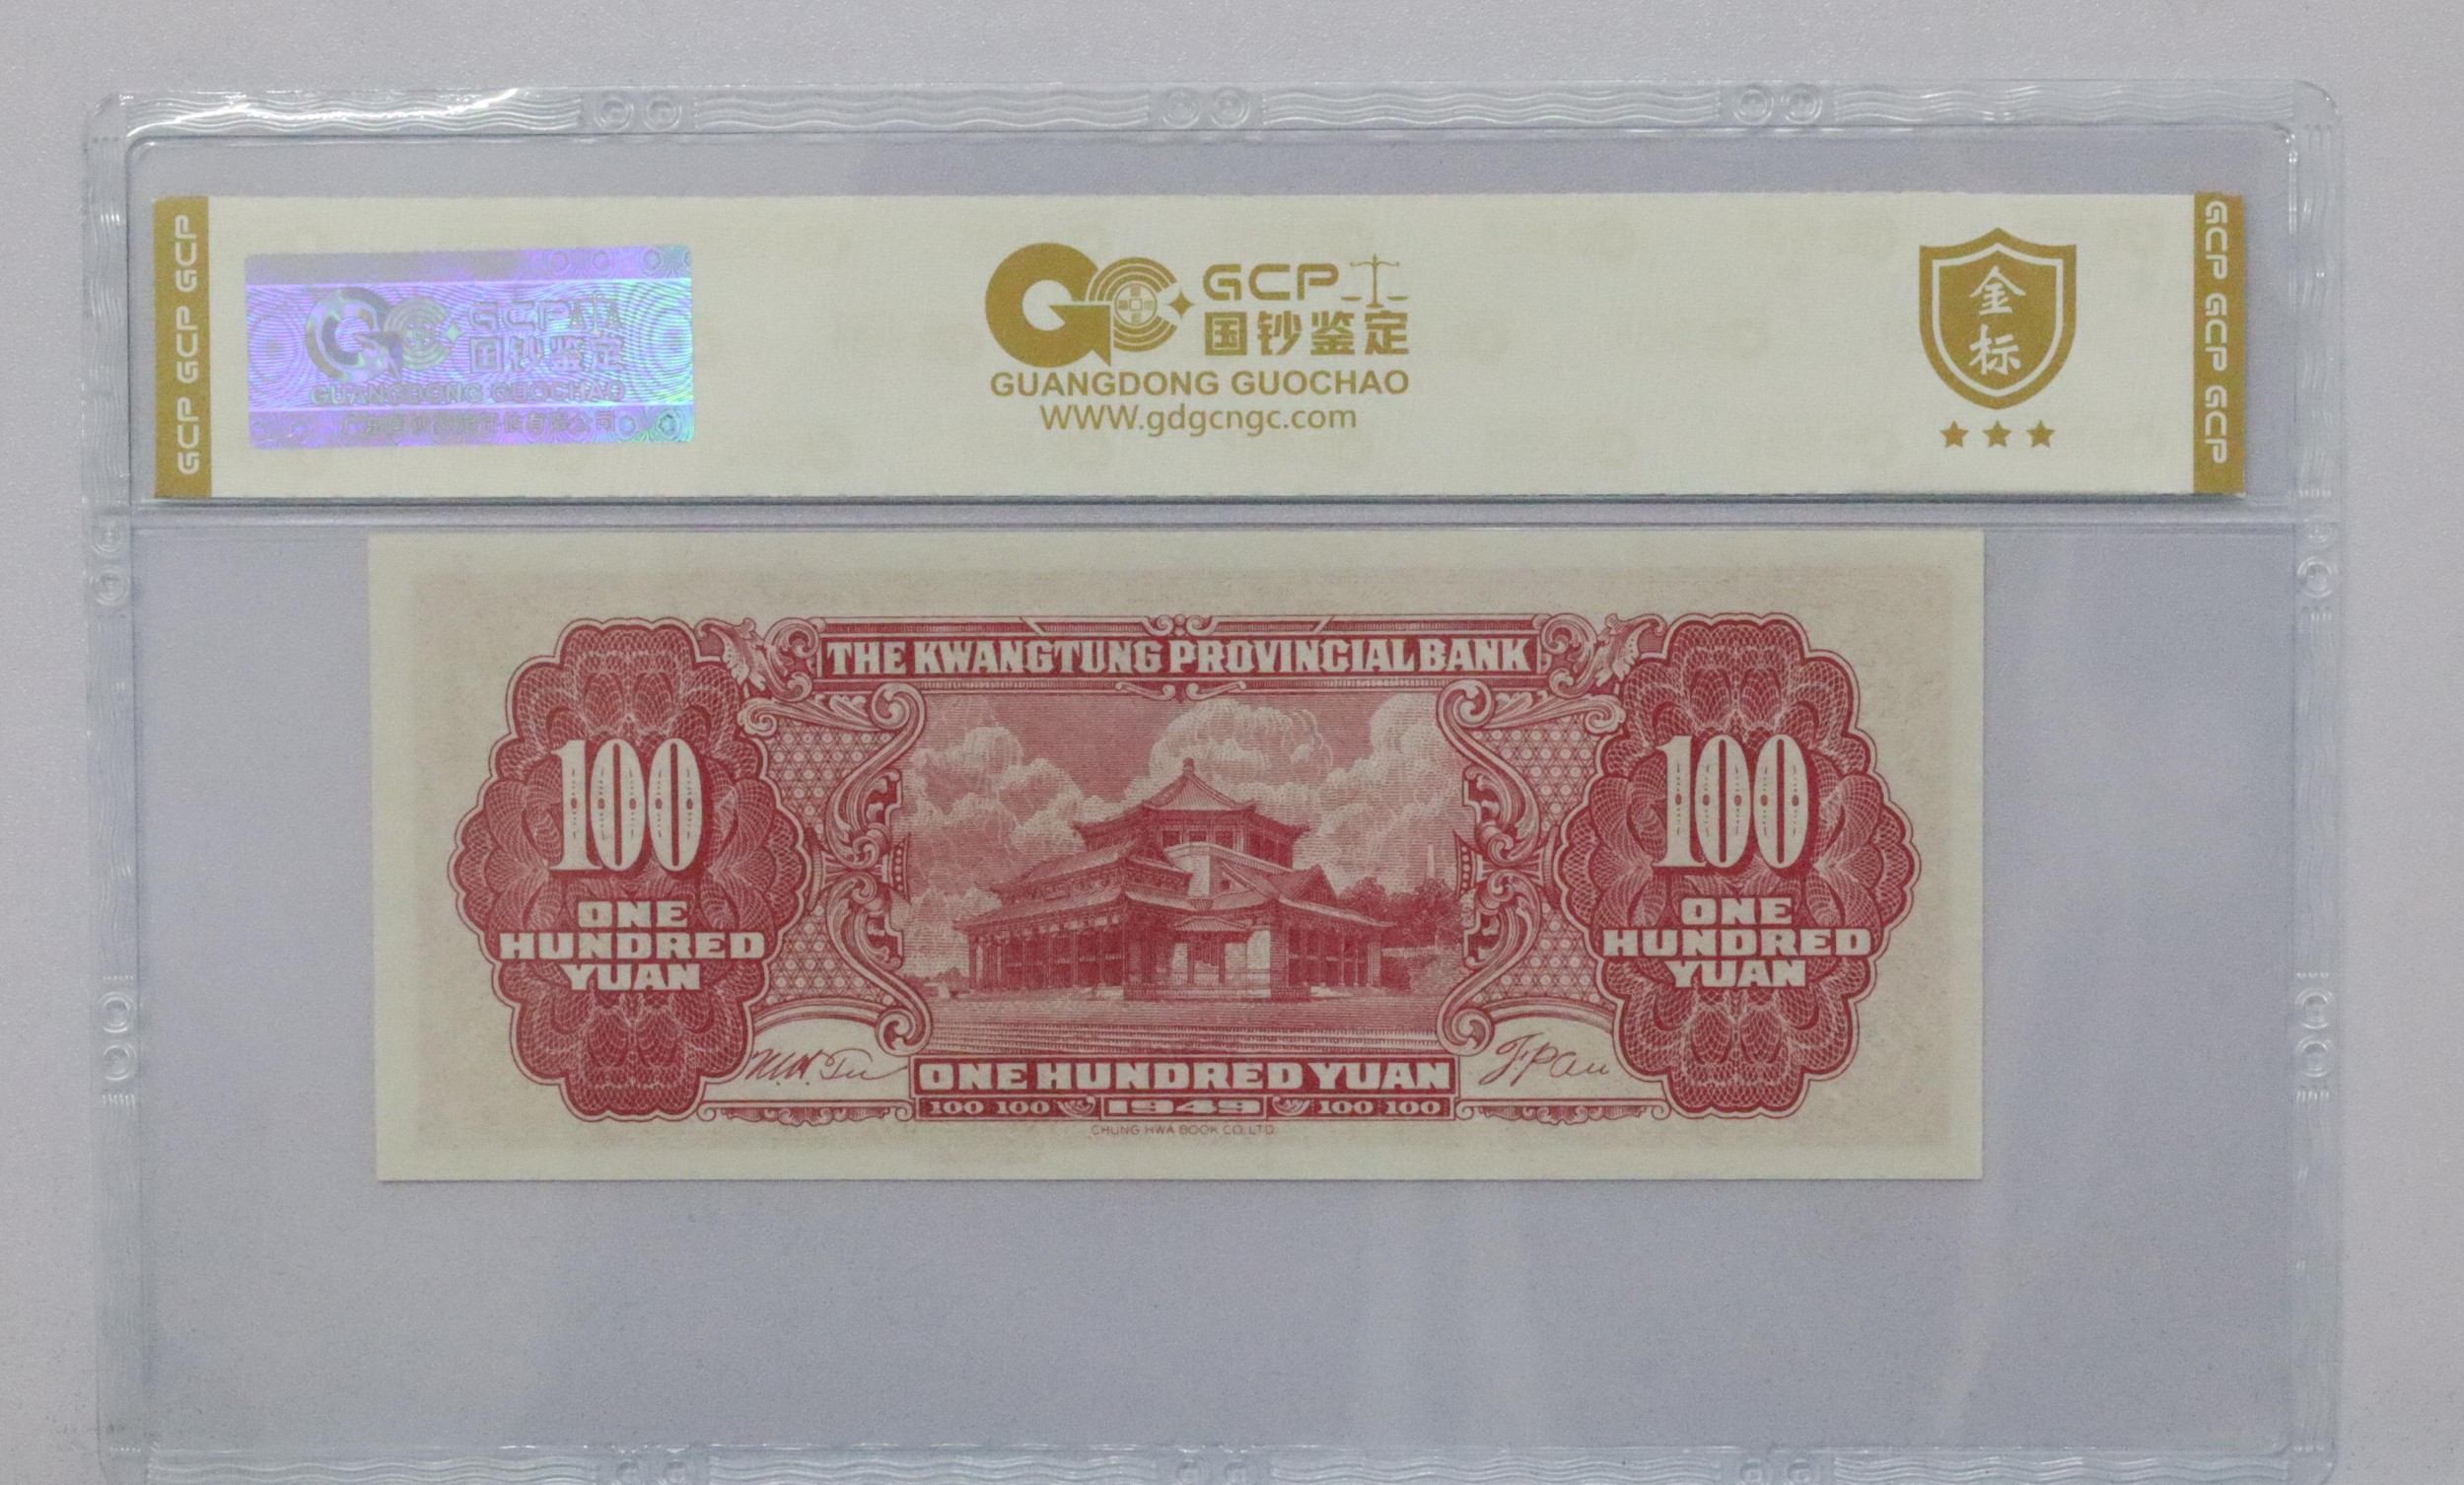 GCP GCP GCP
GCP
国钞鉴定
GUANGDONG GUOCHAO
GCP
国钞鉴定
GUANGDONG GUOCHAO
WWW.gdgcngc.com
金
标
GCP GCP GCP
THE KWANGTUNG PROVINCIAL BANK
100
ONE
HUNDRED
YUAN
100
ONE
HUNDRED
YUAN
ONE HUNDRED YUAN
100 100 1949 100 100
CHUNG HWA BOOK CO. LTD